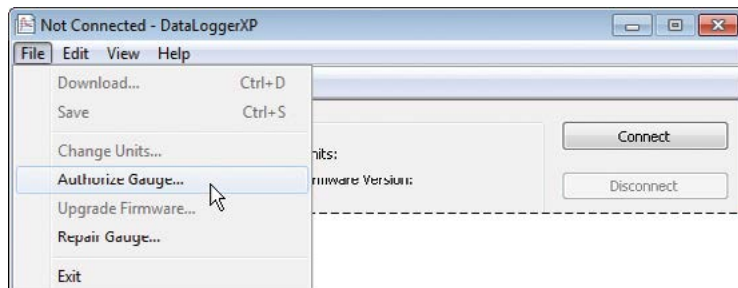 Not Connected - DataLoggerXP
File Edit View Help
Download... Ctrl+D
Save Ctrl+S
Change Units...
nits:
Connect
Authorize Gauge...
rmware Version:
Disconnect
Upgrade Firmware...
Repair Gauge...
Exit